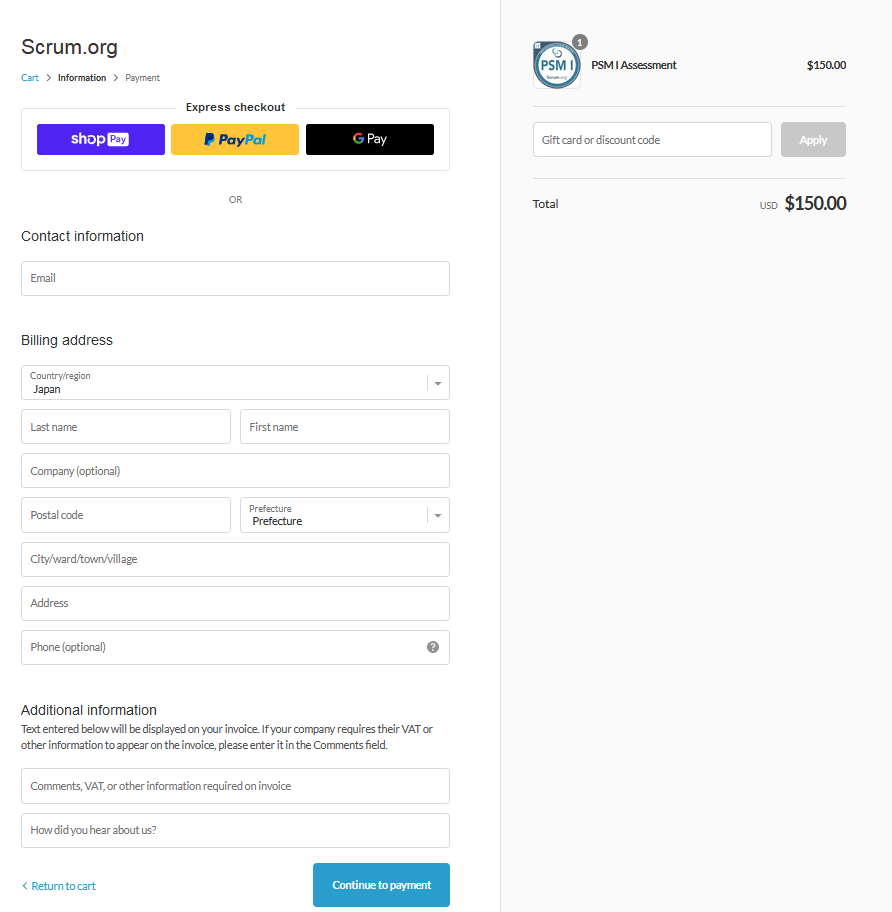 Scrum.org
Cart > Information > Payment
Express checkout
shop Pay
PayPal
G Pay
OR
Contact information
Email
Billing address
Country/region
Japan
Last name
First name
Company (optional)
Postal code
Prefecture
Prefecture
City/ward/town/village
Address
Phone (optional)
?
Additional information
Text entered below will be displayed on your invoice. If your company requires their VAT or
other information to appear on the invoice, please enter it in the Comments field.
Comments, VAT, or other information required on invoice
How did you hear about us?
< Return to cart
Continue to payment
PSM I
Scrum.org
1
PSM I Assessment
$150.00
Gift card or discount code
Apply
Total
USD $150.00